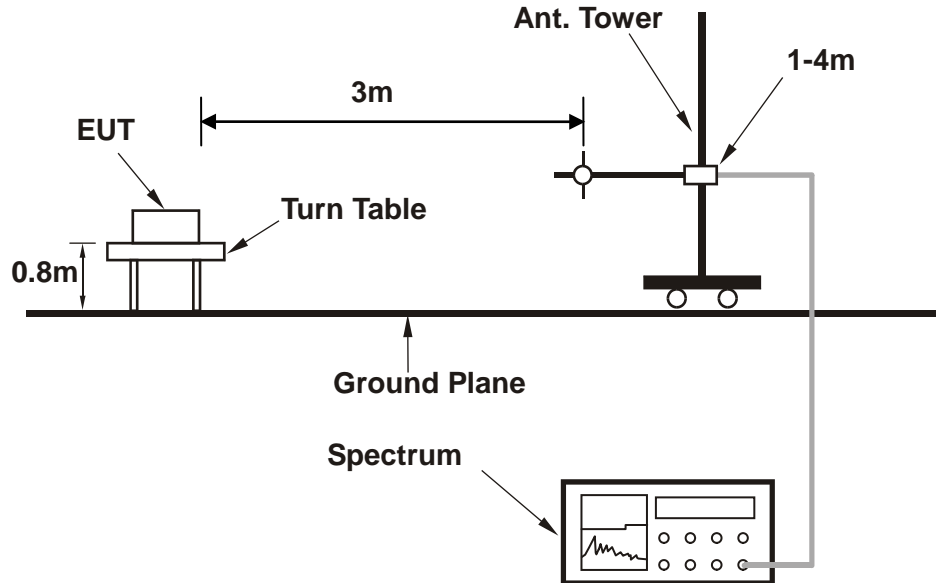 Ant. Tower
1-4m
3m
EUT
Turn Table
0.8m
Ground Plane
Spectrum